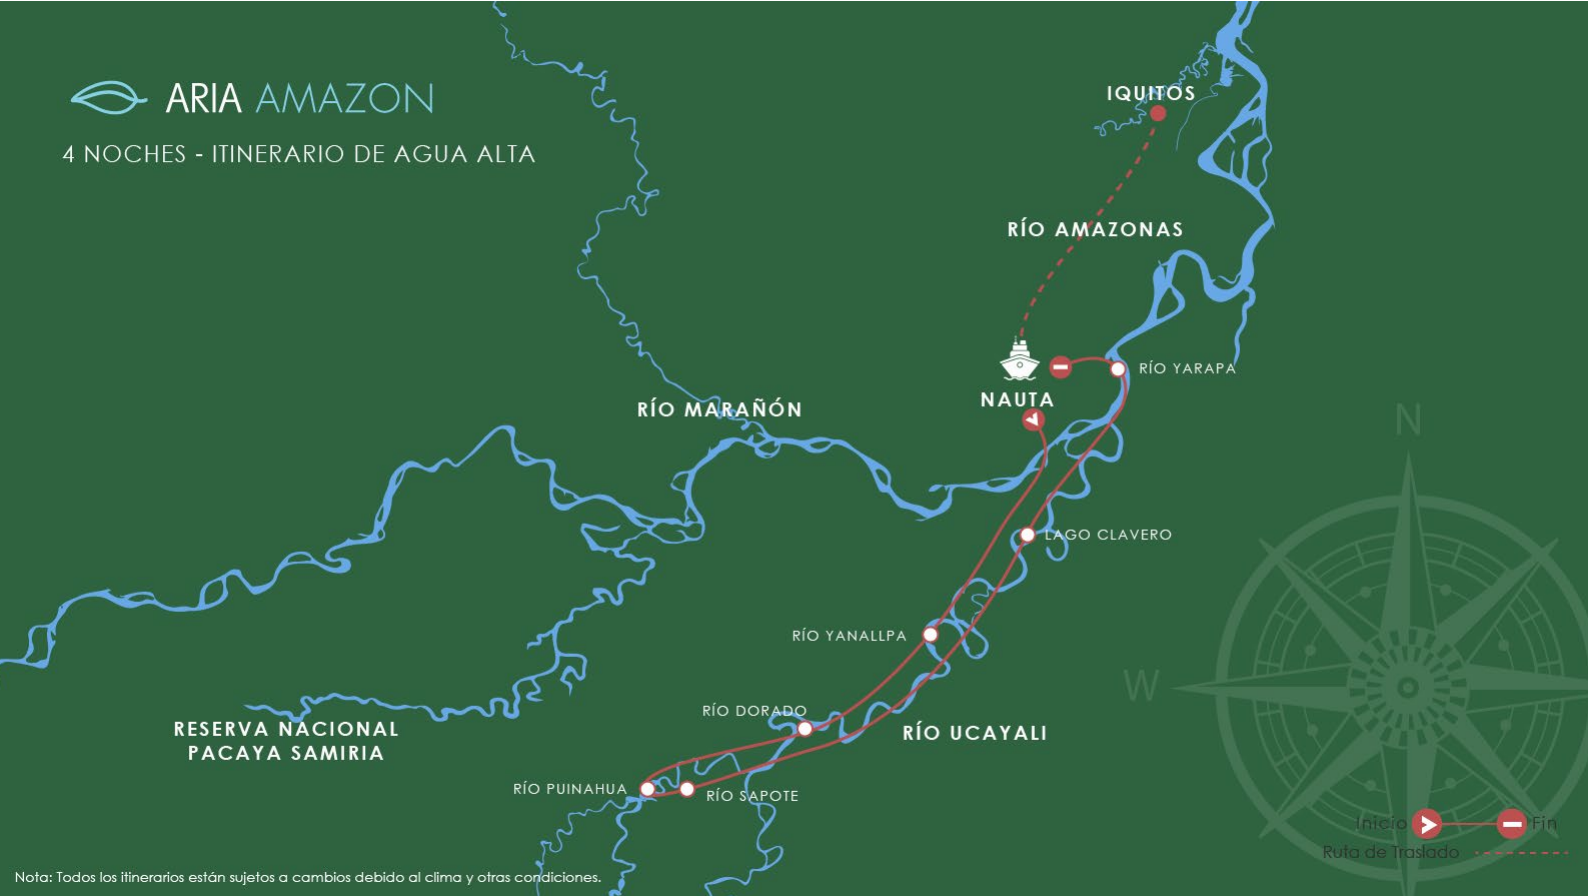 ARIA AMAZON
4 NOCHES - ITINERARIO DE AGUA ALTA
IQUITOS
RÍO AMAZONAS
RÍO YARAPA
NAUTA
RÍO MARAÑÓN
N
LAGO CLAVERO
RÍO YANALLPA
W
RÍO DORADO
RESERVA NACIONAL
PACAYA SAMIRIA
RÍO UCAYALI
RÍO PUINAHUA
RÍO SAPOTE
Inicio Fin
Ruta de Traslado
Nota: Todos los itinerarios están sujetos a cambios debido al clima y otras condiciones.